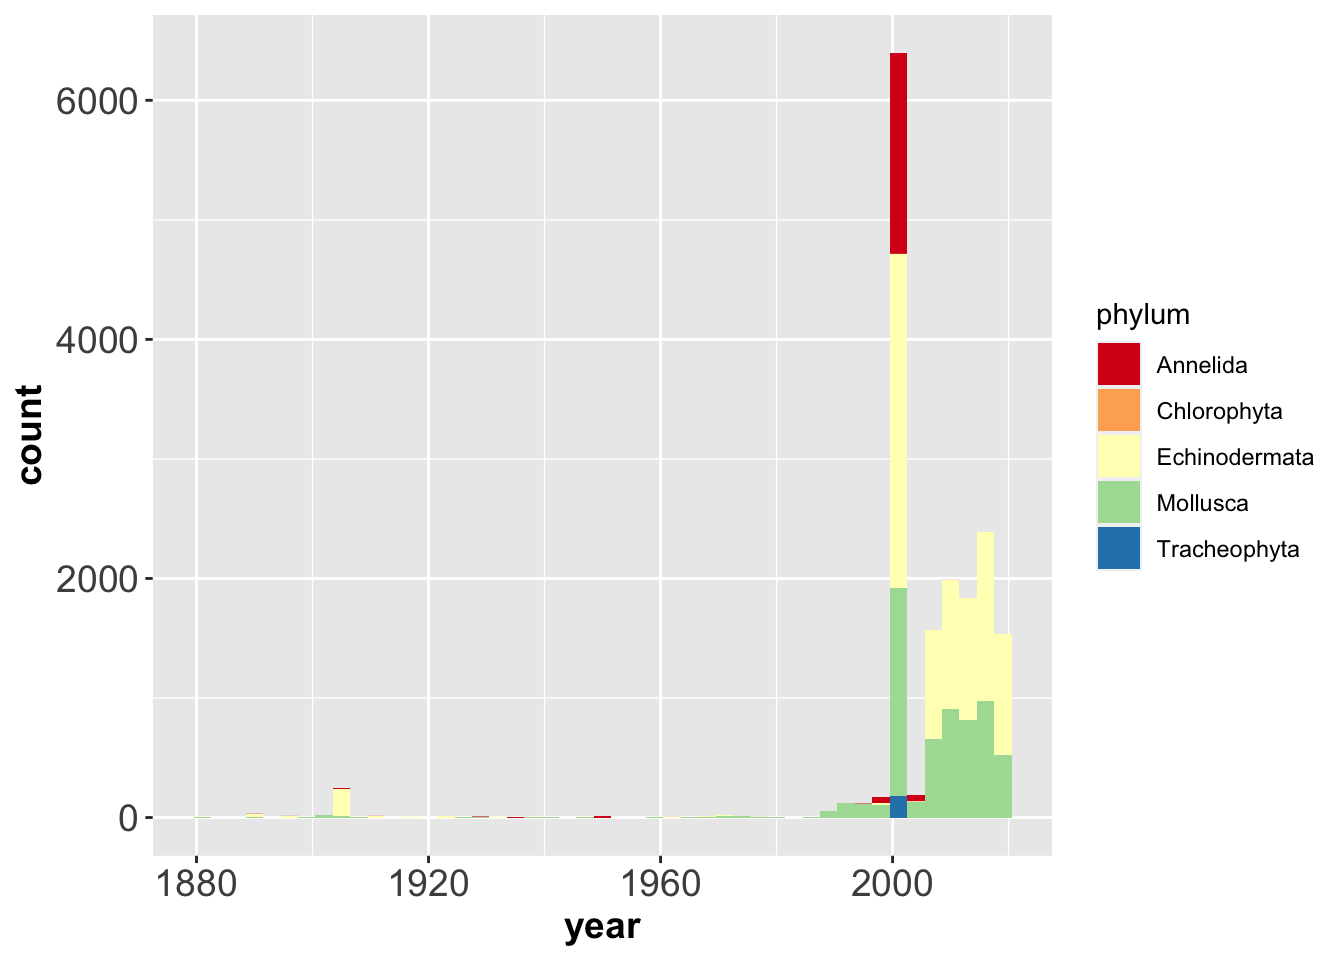 6000
4000
2000
0
count
1880 1920 1960 2000
year
phylum
Annelida
Chlorophyta
Echinodermata
Mollusca
Tracheophyta